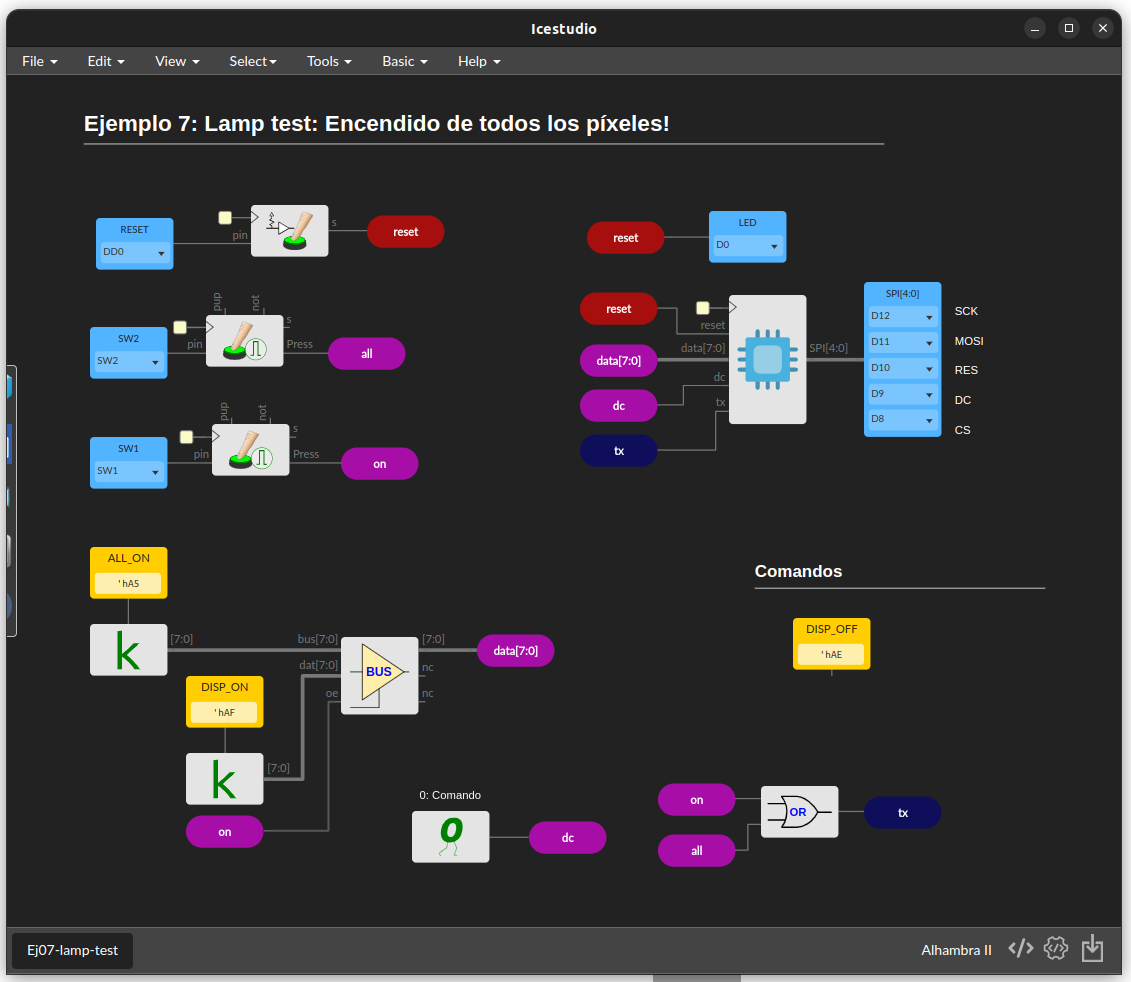 Icestudio
File Edit View Select Tools Basic Help
Ejemplo 7: Lamp test: Encendido de todos los píxeles!
RESET
DD0
pin
s
reset
SW2
SW2
pup
not
pin
s
Press
all
SW1
SW1
pup
not
pin
s
Press
on
reset
LED
D0
reset
data[7:0]
dc
tx
reset
data[7:0]
dc
tx
SPI[4:0]
SPI[4:0]
D12
D11
D10
D9
D8
SCK
MOSI
RES
DC
CS
ALL_ON
'hA5
k
[7:0]
DISP_ON
'hAF
k
[7:0]
on
bus[7:0]
dat[7:0]
oe
BUS
[7:0]
nc
nc
data[7:0]
Comandos
DISP_OFF
'hAE
0: Comando
0
dc
on
all
OR
tx
Ej07-lamp-test
Alhambra II